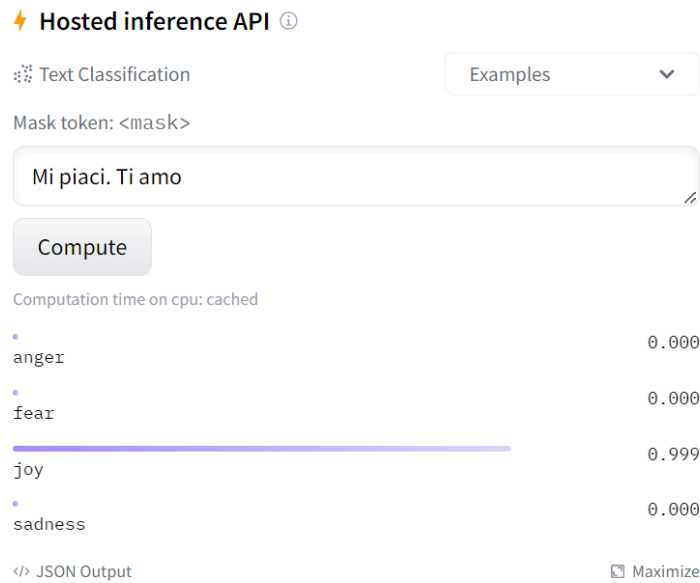 Hosted inference API
Text Classification
Examples
Mask token: <mask>
Mi piaci. Ti amo
Compute
Computation time on cpu: cached
anger 0.000
fear 0.000
joy 0.999
sadness 0.000
</> JSON Output
Maximize